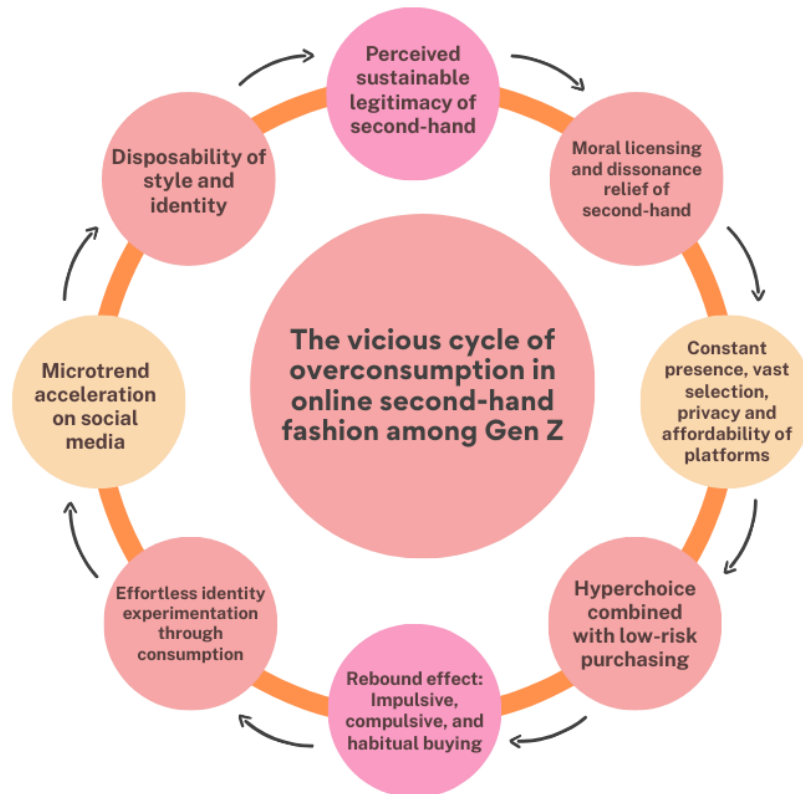 Perceived
sustainable
legitimacy of
second-hand
Moral licensing
and dissonance
relief of
second-hand
Constant
presence, vast
selection,
privacy and
affordability of
platforms
Hyperchoice
combined
with low-risk
purchasing
Rebound effect:
Impulsive,
compulsive, and
habitual buying
Effortless identity
experimentation
through
consumption
Microtrend
acceleration
on social
media
Disposability of
style and
identity
The vicious cycle of
overconsumption in
online second-hand
fashion among Gen Z